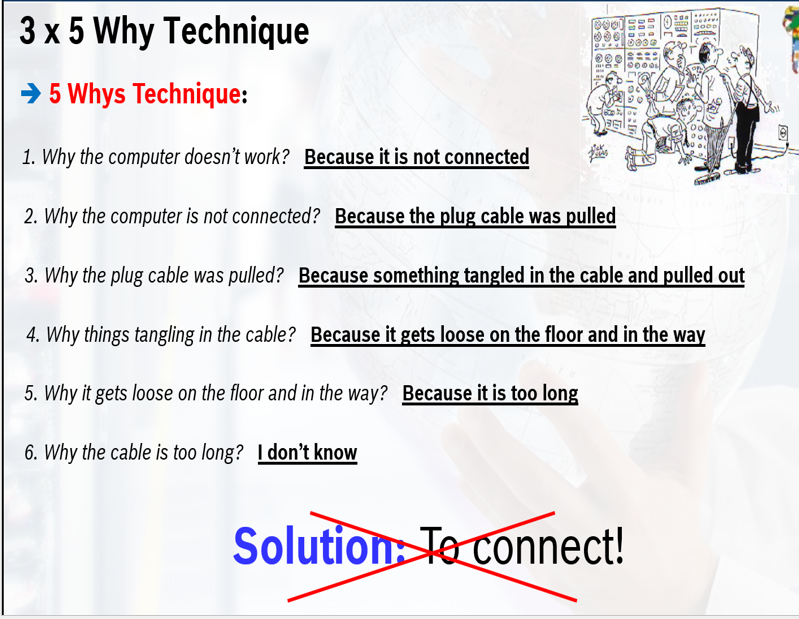 3 x 5 Why Technique
→ 5 Whys Technique:
1. Why the computer doesn't work? Because it is not connected
2. Why the computer is not connected? Because the plug cable was pulled
3. Why the plug cable was pulled? Because something tangled in the cable and pulled out
4. Why things tangling in the cable? Because it gets loose on the floor and in the way
5. Why it gets loose on the floor and in the way? Because it is too long
6. Why the cable is too long? I don't know
Solution: To connect!